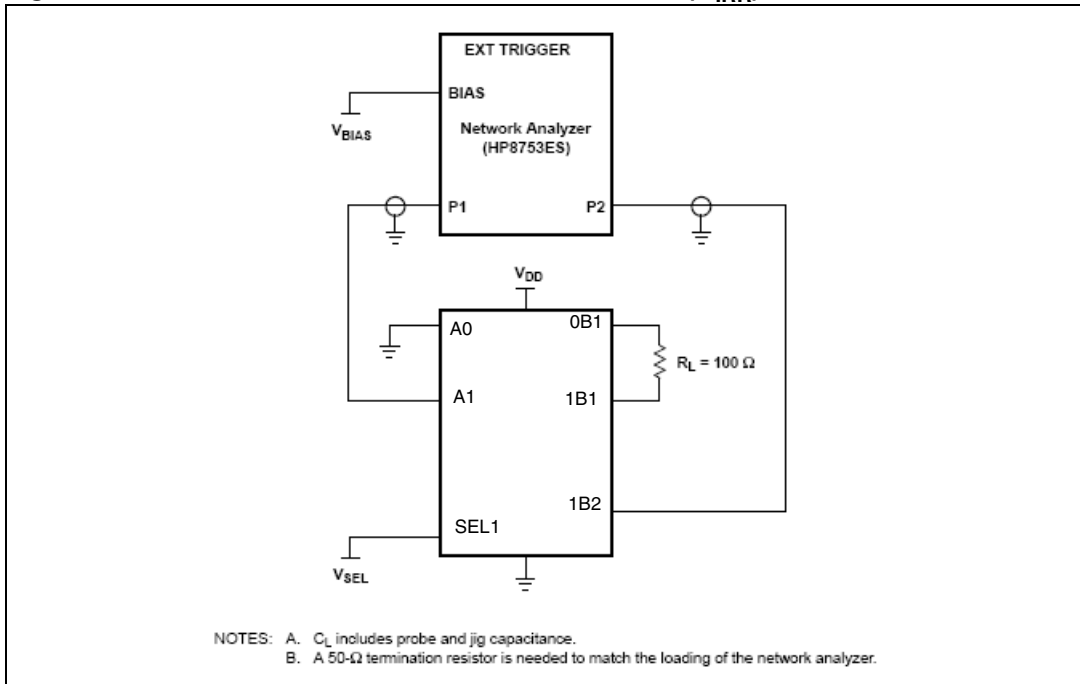 EXT TRIGGER
BIAS
VBIAS
Network Analyzer
(HP8753ES)
P1
P2
VDD
A0
0B1
RL = 100 Ω
A1
1B1
1B2
SEL1
VSEL
NOTES: A. CL includes probe and jig capacitance.
B. A 50-Ω termination resistor is needed to match the loading of the network analyzer.